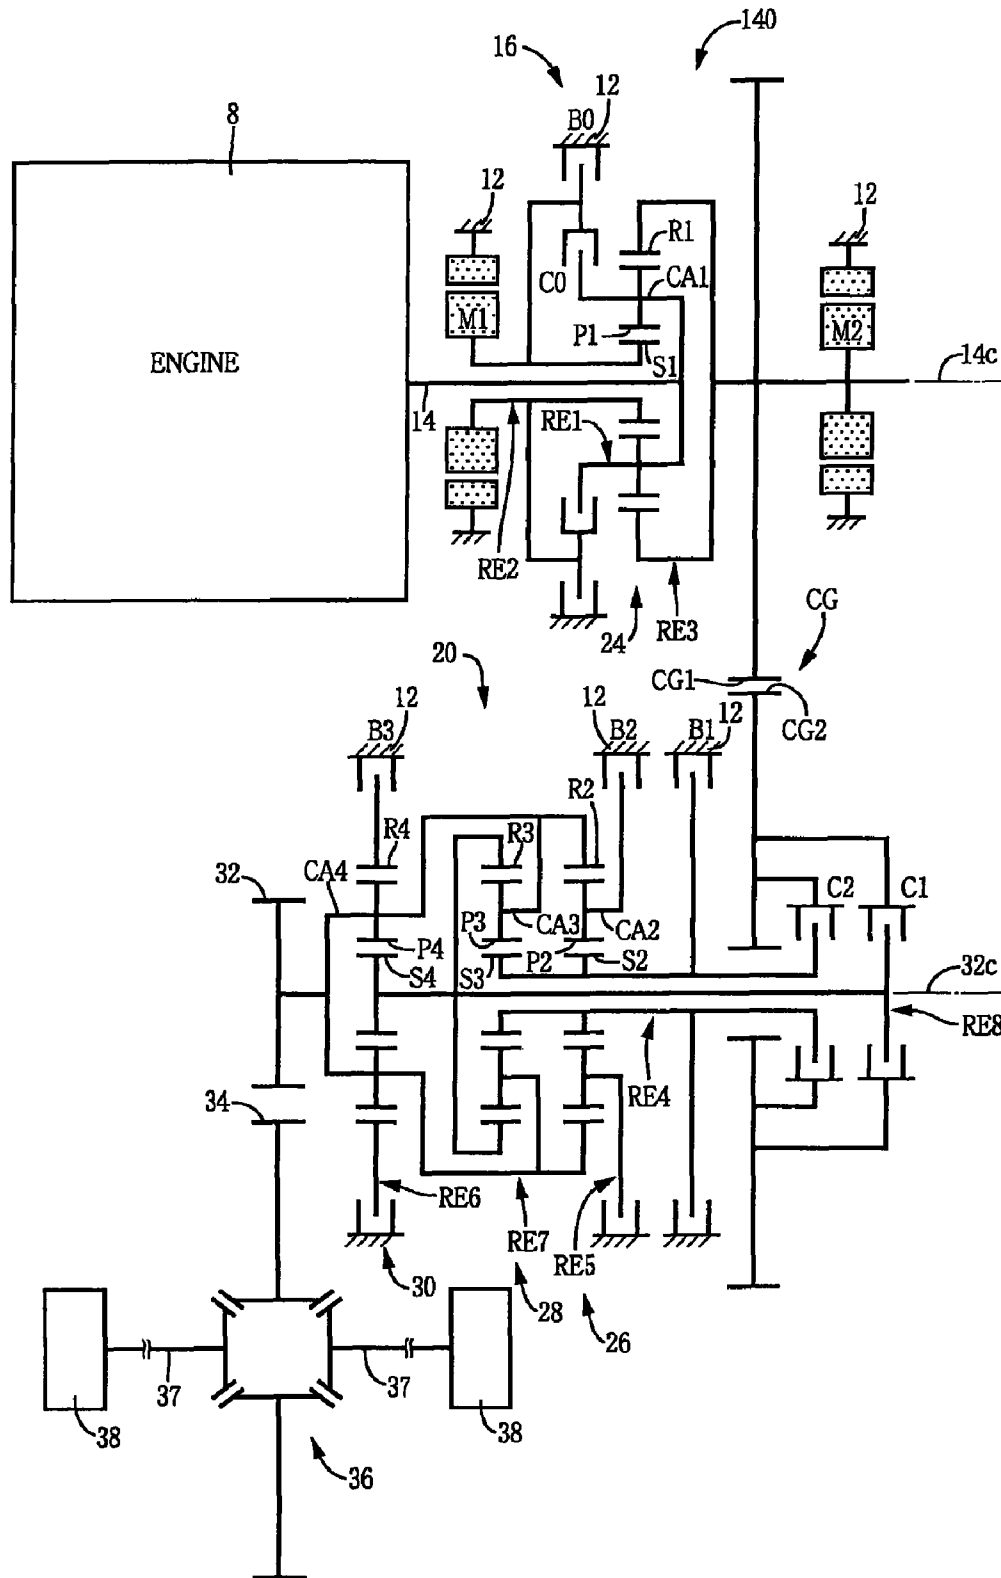 140
16
12
8
B0
12
12
R1
C0
CA1
M1
P1
M2
S1
ENGINE
14c
14
RE1
RE2
CG
24
RE3
20
CG1
12
12
12
B3
B2
B1
CG2
R2
R4
R3
32
CA4
C2
C1
P3
CA3
CA2
P4
S4
S3
P2
S2
32c
RE8
34
RE4
RE6
RE7
RE5
30
28
26
37
37
38
38
36